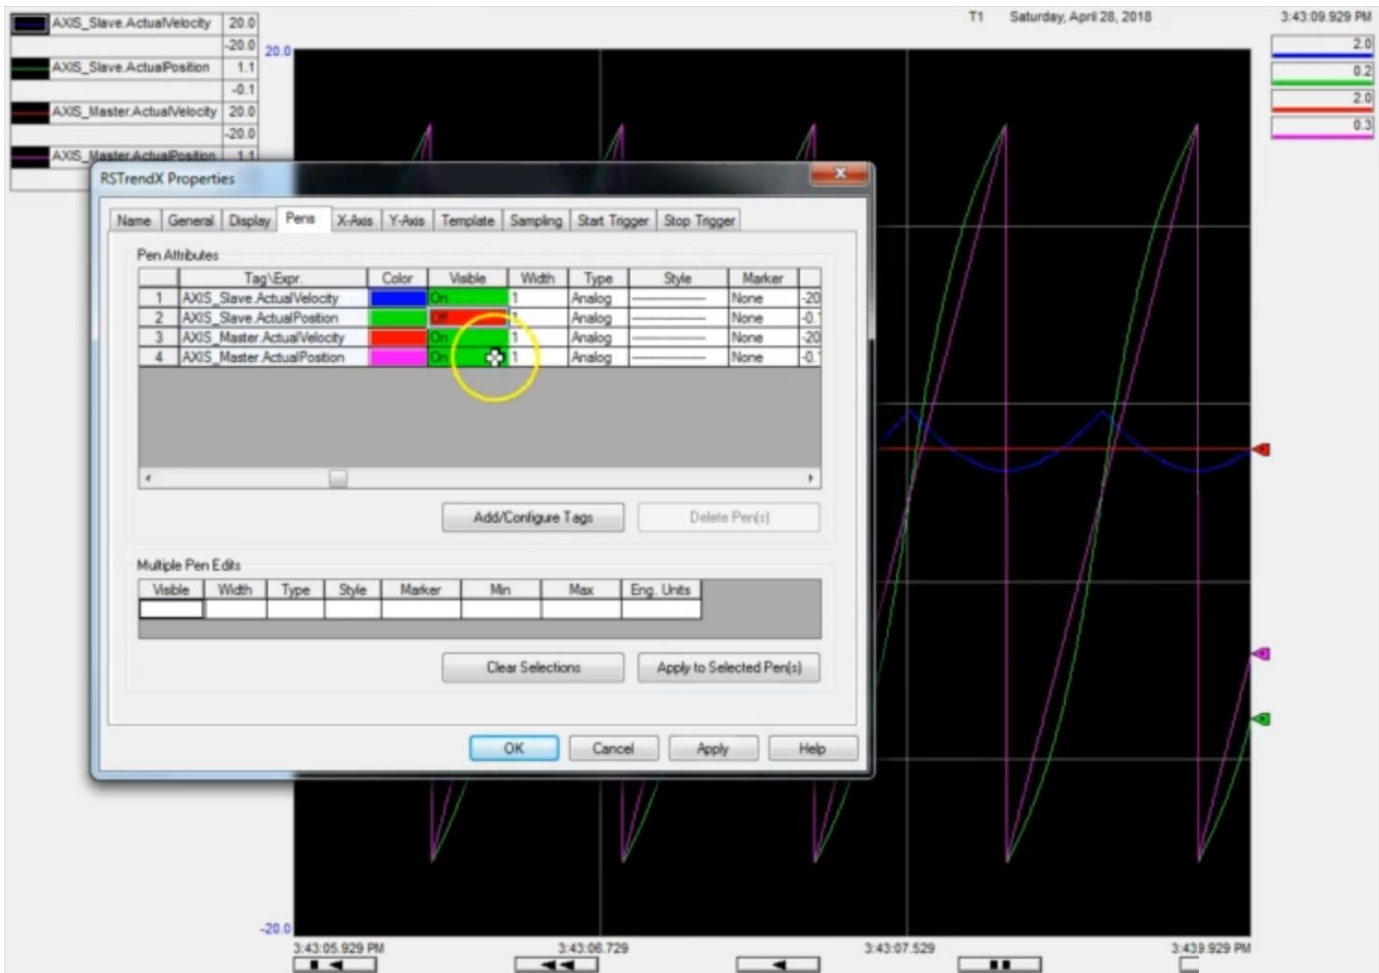 AXIS_Slave.ActualVelocity 20.0
-20.0
AXIS_Slave.ActualPosition 1.1
-0.1
AXIS_Master.ActualVelocity 20.0
-20.0
AXIS_Master.ActualPosition 1.1
T1 Saturday, April 28, 2018 3:43:09.929 PM
2.0
0.2
2.0
0.3
20.0
RSTrendX Properties
Name General Display Pens X-Axis Y-Axis Template Sampling Start Trigger Stop Trigger
Pen Attributes
Tag\Expr. Color Visible Width Type Style Marker
1 AXIS_Slave.ActualVelocity On 1 Analog None -20
2 AXIS_Slave.ActualPosition Off 1 Analog None -0.1
3 AXIS_Master.ActualVelocity On 1 Analog None -20
4 AXIS_Master.ActualPosition On 1 Analog None -0.1
Add/Configure Tags Delete Pen(s)
Multiple Pen Edits
Visible Width Type Style Marker Min Max Eng. Units
Clear Selections Apply to Selected Pen(s)
OK Cancel Apply Help
-20.0
3:43:05.929 PM 3:43:06.729 3:43:07.529 3:439.929 PM